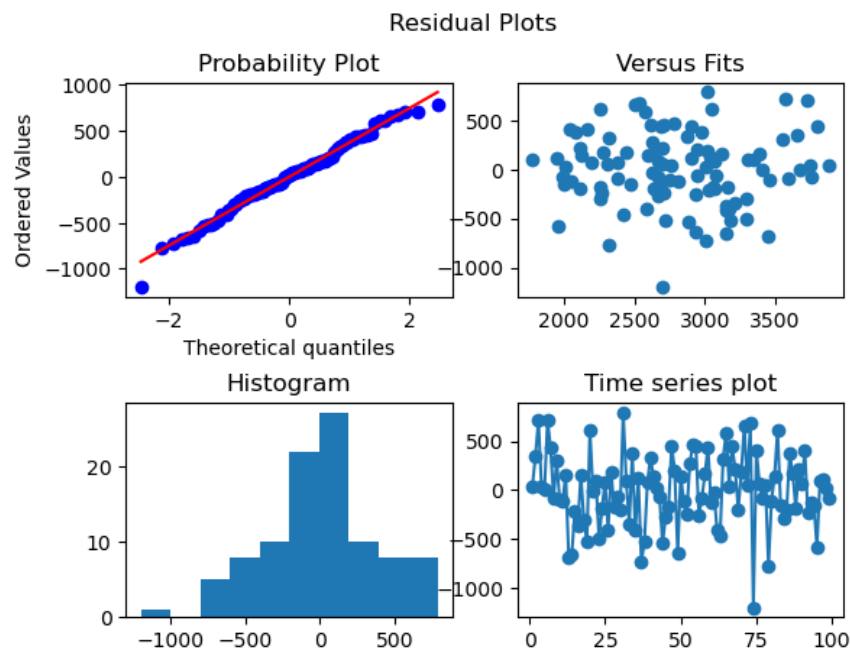 Residual Plots
Probability Plot
Ordered Values
1000
500
0
−500
−1000
−2 0 2
Theoretical quantiles
Versus Fits
500
0
−500
−1000
2000 2500 3000 3500
Histogram
20
10
0
−1000 −500 0 500
Time series plot
500
0
−500
−1000
0 25 50 75 100